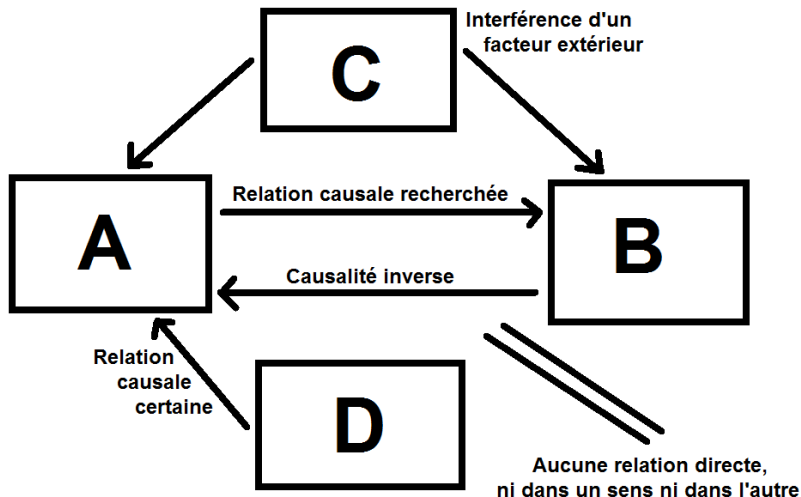 Interférence d'un
facteur extérieur
C
Relation causale recherchée
A
B
Causalité inverse
Relation
causale
certaine
D
Aucune relation directe,
ni dans un sens ni dans l'autre